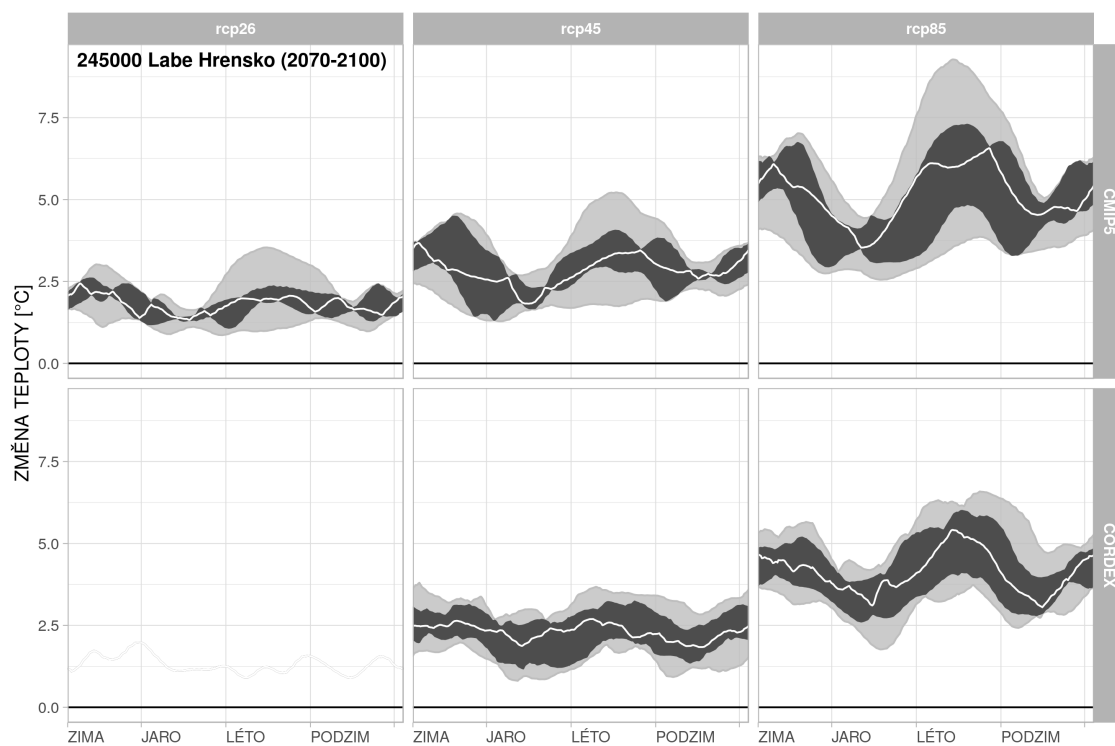 rcp26 rcp45 rcp85
245000 Labe Hrensko (2070-2100)
ZMĚNA TEPLOTY [°C]
7.5
5.0
2.5
0.0
CMIP5
7.5
5.0
2.5
0.0
CORDEX
ZIMA JARO LÉTO PODZIM ZIMA JARO LÉTO PODZIM ZIMA JARO LÉTO PODZIM